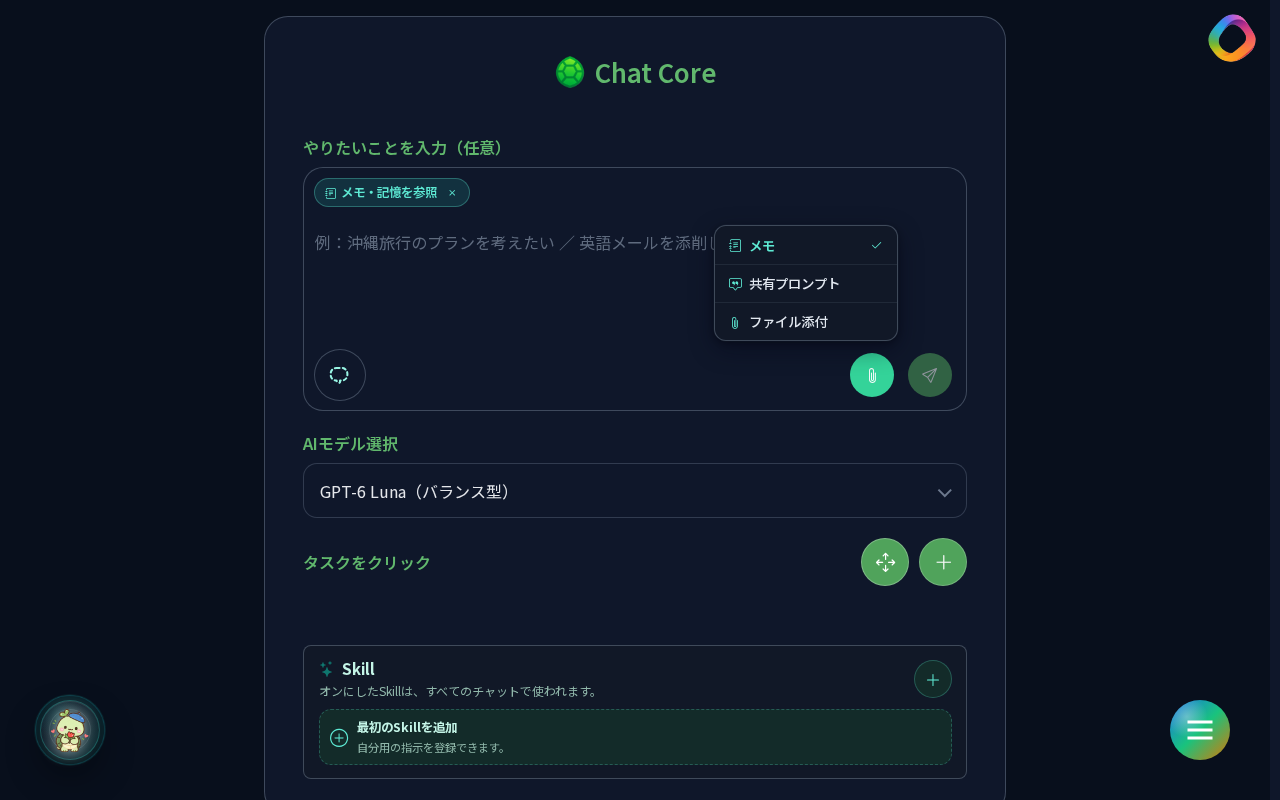 Chat Core
やりたいことを入力（任意）
メモ・記憶を参照 ×
例：沖縄旅行のプランを考えたい ／ 英語メールを添削し
メモ
共有プロンプト
ファイル添付
AIモデル選択
GPT-6 Luna（バランス型）
タスクをクリック
Skill
オンにしたSkillは、すべてのチャットで使われます。
最初のSkillを追加
自分用の指示を登録できます。